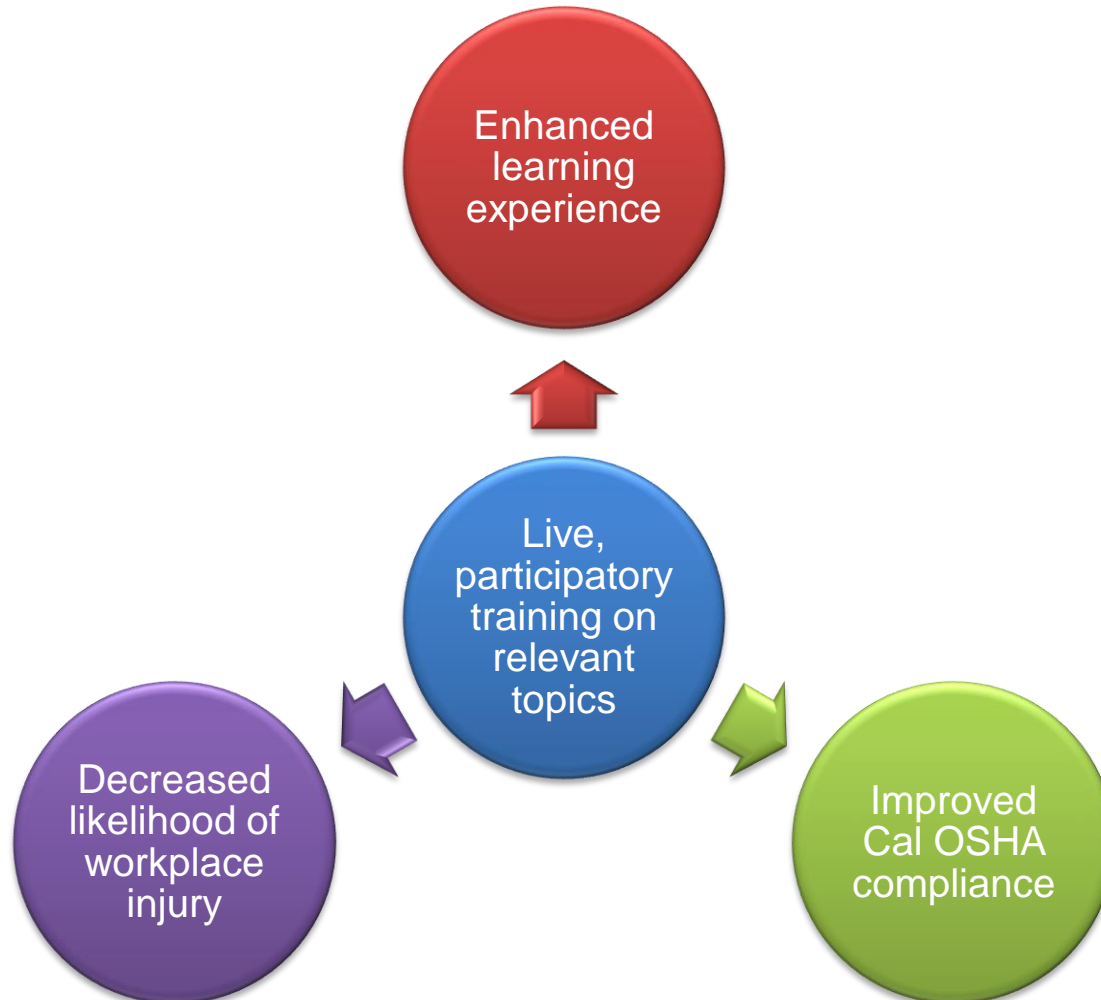 Enhanced
learning
experience
Live,
participatory
training on
relevant
topics
Decreased
likelihood of
workplace
injury
Improved
Cal OSHA
compliance